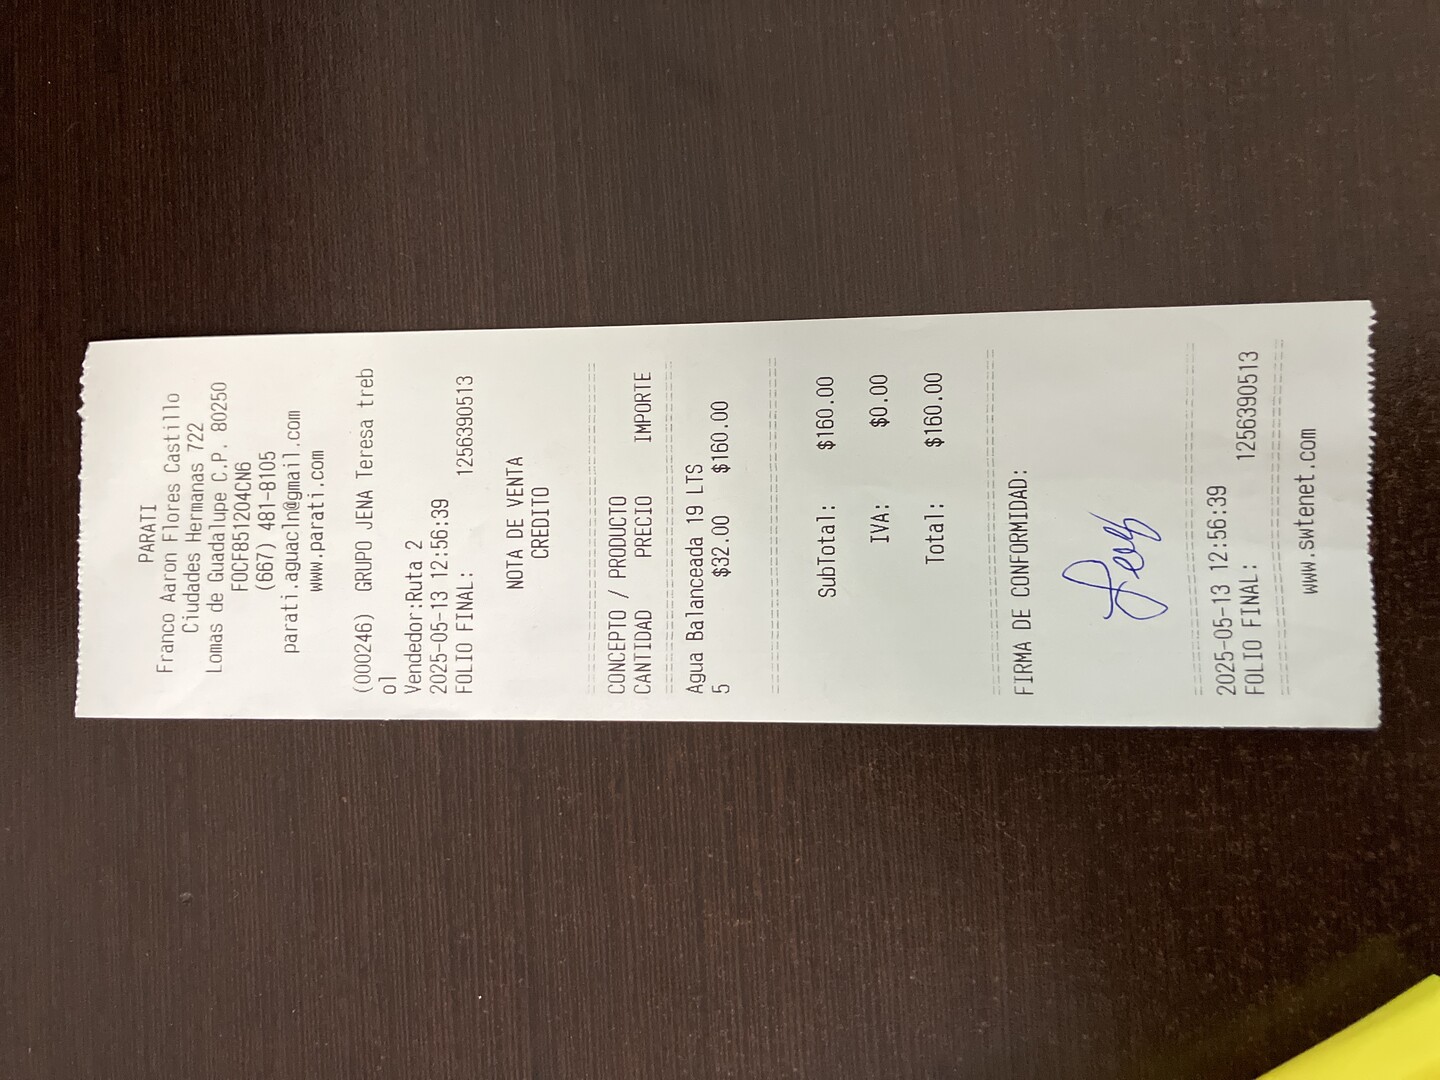 PARATI
Franco Aaron Flores Castillo
Ciudades Hermanas 722
Lomas de Guadalupe C.P. 80250
FOCF851204CN6
(667) 481-8105
parati.aguacln@gmail.com
www.parati.com
(000246) GRUPO JENA Teresa treb
ol
Vendedor:Ruta 2
2025-05-13 12:56:39
FOLIO FINAL: 1256390513
NOTA DE VENTA
CREDITO
CONCEPTO / PRODUCTO
CANTIDAD PRECIO IMPORTE
Agua Balanceada 19 LTS
5 $32.00 $160.00
SubTotal: $160.00
IVA: $0.00
Total: $160.00
FIRMA DE CONFORMIDAD:
2025-05-13 12:56:39
FOLIO FINAL: 1256390513
www.swtenet.com